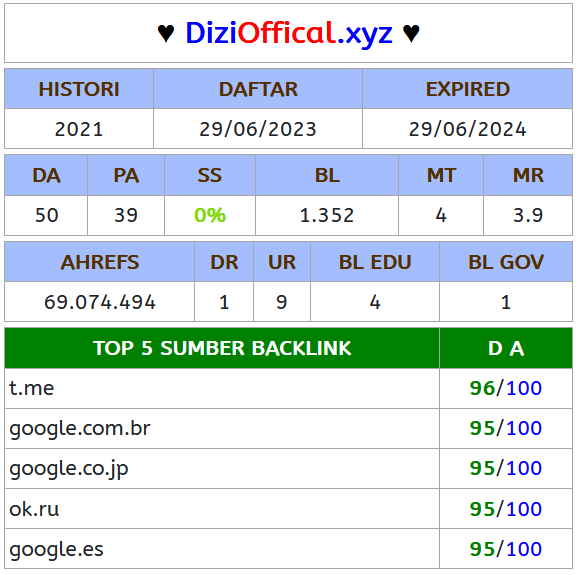 ♥ DiziOffical.xyz ♥
HISTORI DAFTAR EXPIRED
2021 29/06/2023 29/06/2024
DA PA SS BL MT MR
50 39 0% 1.352 4 3.9
AHREFS DR UR BL EDU BL GOV
69.074.494 1 9 4 1
TOP 5 SUMBER BACKLINK D A
t.me 96/100
google.com.br 95/100
google.co.jp 95/100
ok.ru 95/100
google.es 95/100